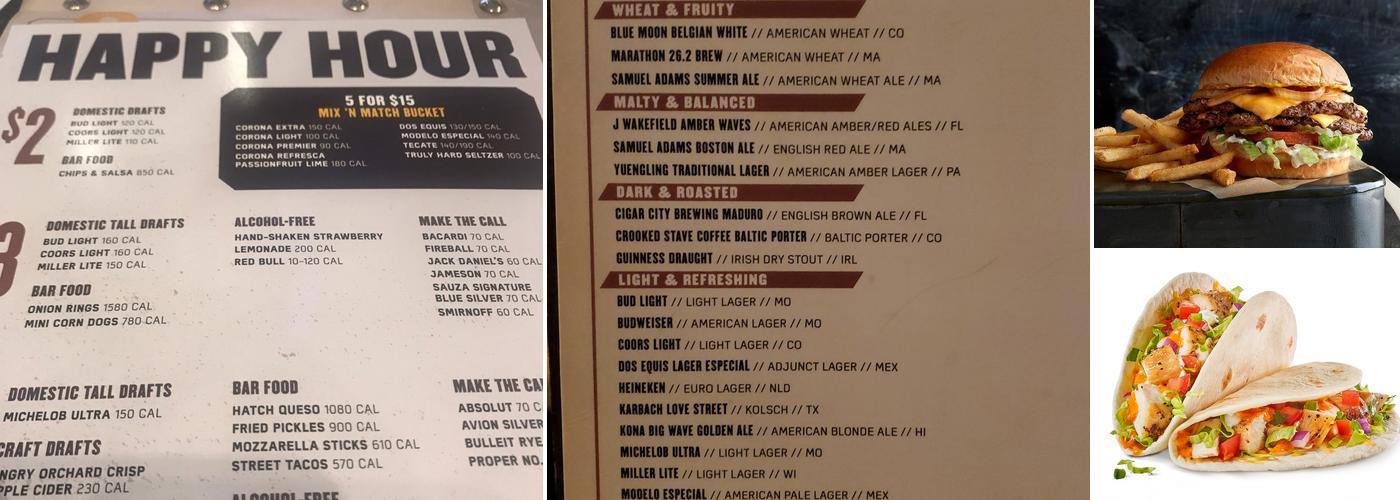 HAPPY HOUR
$2
DOMESTIC DRAFTS
BUD LIGHT 120 CAL
COORS LIGHT 120 CAL
MILLER LITE 110 CAL
BAR FOOD
CHIPS & SALSA 850 CAL
5 FOR $15
MIX 'N MATCH BUCKET
CORONA EXTRA 150 CAL
CORONA LIGHT 100 CAL
CORONA PREMIER 90 CAL
CORONA REFRESCA
PASSIONFRUIT LIME 180 CAL
DOS EQUIS 130/150 CAL
MODELO ESPECIAL 140 CAL
TECATE 140/190 CAL
TRULY HARD SELTZER 100 CAL
3
DOMESTIC TALL DRAFTS
BUD LIGHT 160 CAL
COORS LIGHT 160 CAL
MILLER LITE 150 CAL
BAR FOOD
ONION RINGS 1580 CAL
MINI CORN DOGS 780 CAL
ALCOHOL-FREE
HAND-SHAKEN STRAWBERRY
LEMONADE 200 CAL
RED BULL 10-120 CAL
MAKE THE CALL
BACARDI 70 CAL
FIREBALL 70 CAL
JACK DANIEL'S 60 CAL
JAMESON 70 CAL
SAUZA SIGNATURE
BLUE SILVER 70 CAL
SMIRNOFF 60 CAL
DOMESTIC TALL DRAFTS
MICHELOB ULTRA 150 CAL
CRAFT DRAFTS
NGRY ORCHARD CRISP
PPLE CIDER 230 CAL
BAR FOOD
HATCH QUESO 1080 CAL
FRIED PICKLES 900 CAL
MOZZARELLA STICKS 610 CAL
STREET TACOS 570 CAL
ALCOHOL-FREE
MAKE THE CA
ABSOLUT 70 C
AVION SILVER
BULLEIT RYE
PROPER NO.
WHEAT & FRUITY
BLUE MOON BELGIAN WHITE // AMERICAN WHEAT // CO
MARATHON 26.2 BREW // AMERICAN WHEAT // MA
SAMUEL ADAMS SUMMER ALE // AMERICAN WHEAT ALE // MA
MALTY & BALANCED
J WAKEFIELD AMBER WAVES // AMERICAN AMBER/RED ALES // FL
SAMUEL ADAMS BOSTON ALE // ENGLISH RED ALE // MA
YUENGLING TRADITIONAL LAGER // AMERICAN AMBER LAGER // PA
DARK & ROASTED
CIGAR CITY BREWING MADURO // ENGLISH BROWN ALE // FL
CROOKED STAVE COFFEE BALTIC PORTER // BALTIC PORTER // CO
GUINNESS DRAUGHT // IRISH DRY STOUT // IRL
LIGHT & REFRESHING
BUD LIGHT // LIGHT LAGER // MO
BUDWEISER // AMERICAN LAGER // MO
COORS LIGHT // LIGHT LAGER // CO
DOS EQUIS LAGER ESPECIAL // ADJUNCT LAGER // MEX
HEINEKEN // EURO LAGER // NLD
KARBACH LOVE STREET // KOLSCH // TX
KONA BIG WAVE GOLDEN ALE // AMERICAN BLONDE ALE // HI
MICHELOB ULTRA // LIGHT LAGER // MO
MILLER LITE // LIGHT LAGER // WI
MODELO ESPECIAL // AMERICAN PALE LAGER // MEX